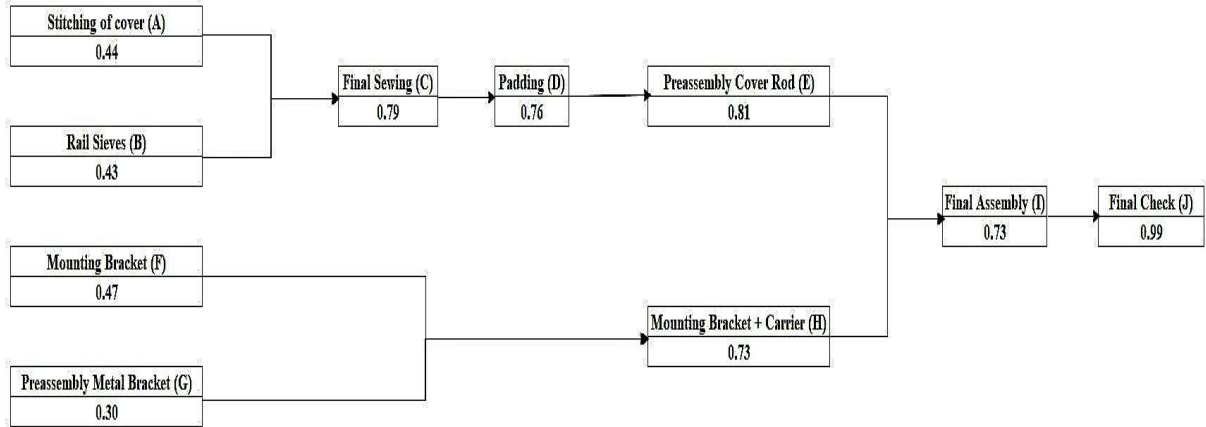 Stitching of cover (A)
0.44
Rail Sieves (B)
0.43
Final Sewing (C)
0.79
Padding (D)
0.76
Preassembly Cover Rod (E)
0.81
Mounting Bracket (F)
0.47
Preassembly Metal Bracket (G)
0.30
Mounting Bracket + Carrier (H)
0.73
Final Assembly (I)
0.73
Final Check (J)
0.99